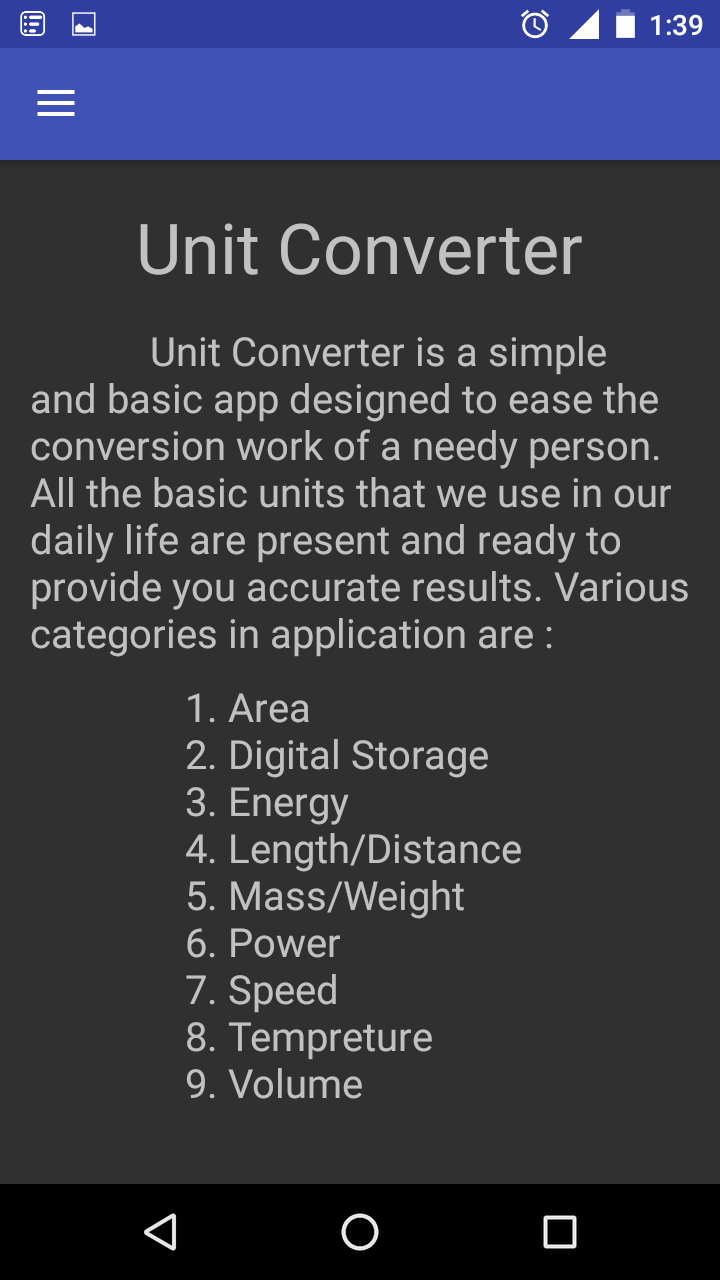 1:39
Unit Converter
Unit Converter is a simple
and basic app designed to ease the
conversion work of a needy person.
All the basic units that we use in our
daily life are present and ready to
provide you accurate results. Various
categories in application are :
1. Area
2. Digital Storage
3. Energy
4. Length/Distance
5. Mass/Weight
6. Power
7. Speed
8. Tempreture
9. Volume